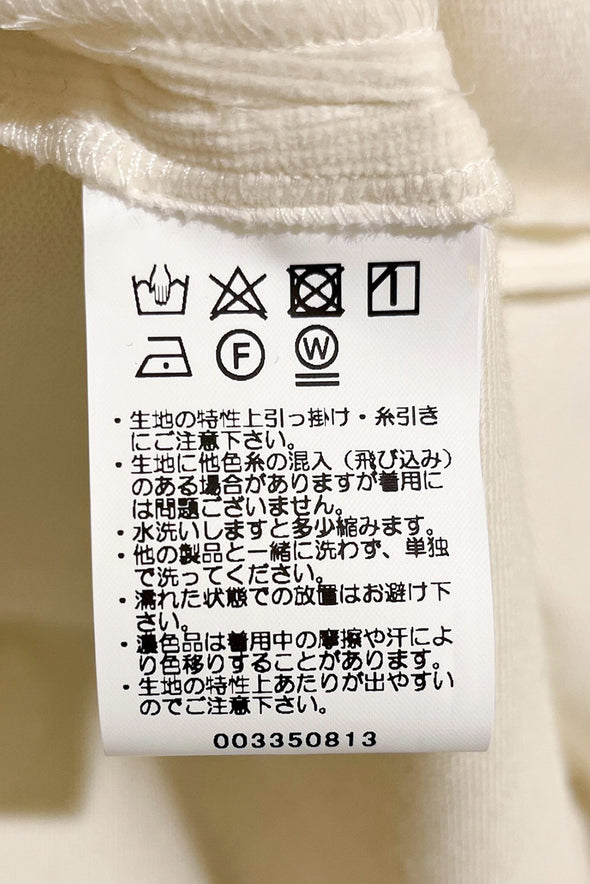 F W
・生地の特性上引っ掛け・糸引き
にご注意下さい。
・生地に他色糸の混入（飛び込み）
のある場合がありますが着用に
は問題ございません。
・水洗いしますと多少縮みます。
・他の製品と一緒に洗わず、単独
で洗ってください。
・濡れた状態での放置はお避け下
さい。
・濃色品は着用中の摩擦や汗によ
り色移りすることがあります。
・生地の特性上あたりが出やすい
のでご注意下さい。
003350813